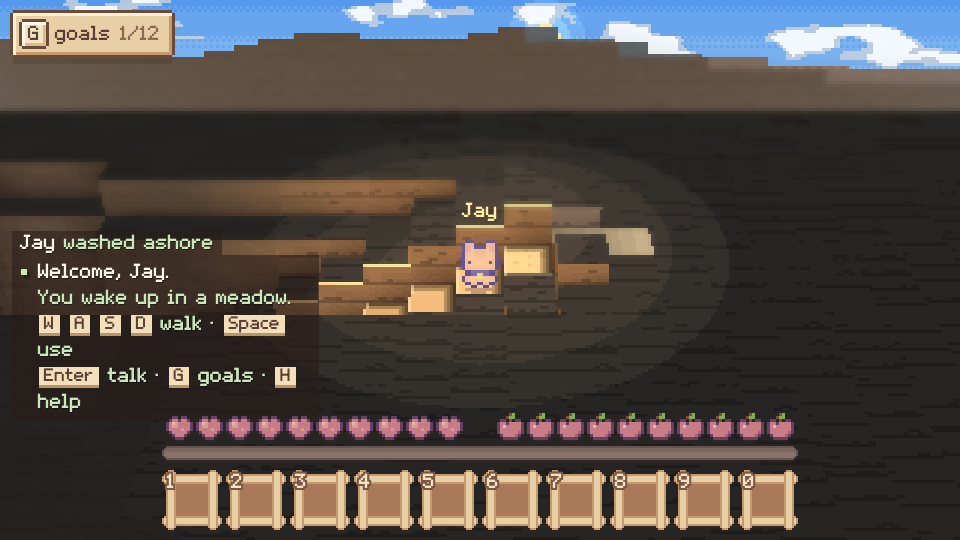 G goals 1/12
Jay
Jay washed ashore
Welcome, Jay.
You wake up in a meadow.
W A S D walk · Space
use
Enter talk · G goals · H
help
1 2 3 4 5 6 7 8 9 0